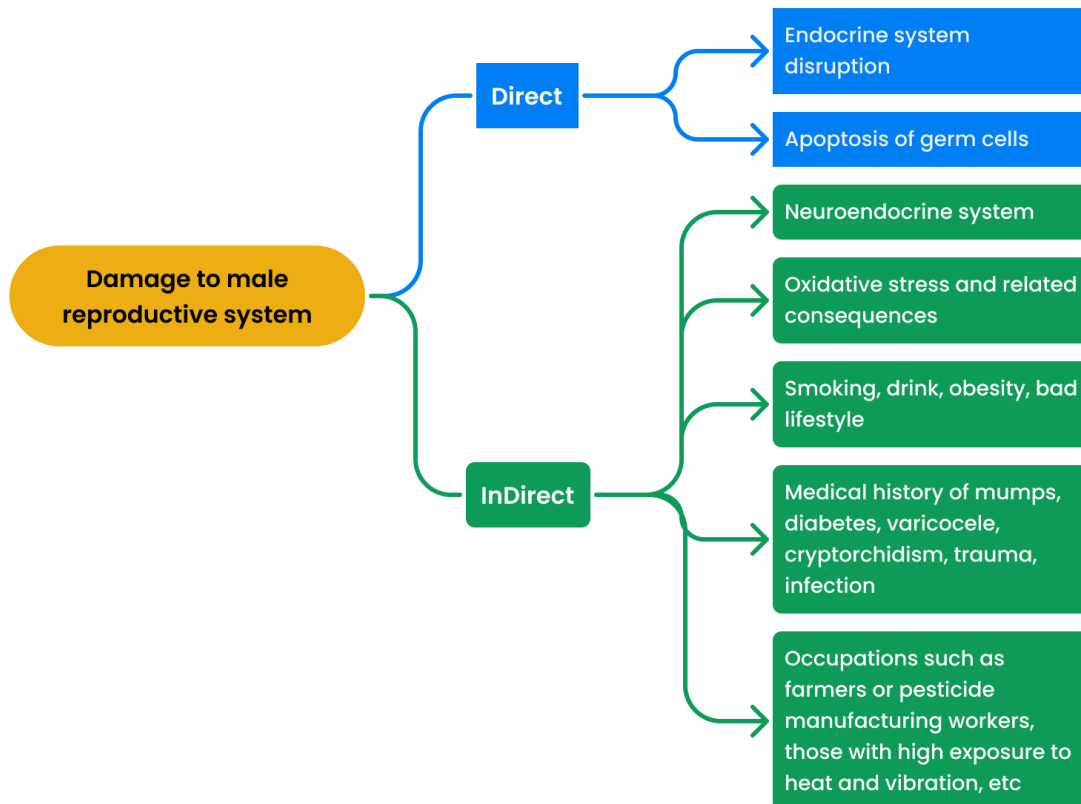 Endocrine system
disruption
Direct
Apoptosis of germ cells
Neuroendocrine system
Damage to male
reproductive system
Oxidative stress and related
consequences
Smoking, drink, obesity, bad
lifestyle
InDirect
Medical history of mumps,
diabetes, varicocele,
cryptorchidism, trauma,
infection
Occupations such as
farmers or pesticide
manufacturing workers,
those with high exposure to
heat and vibration, etc